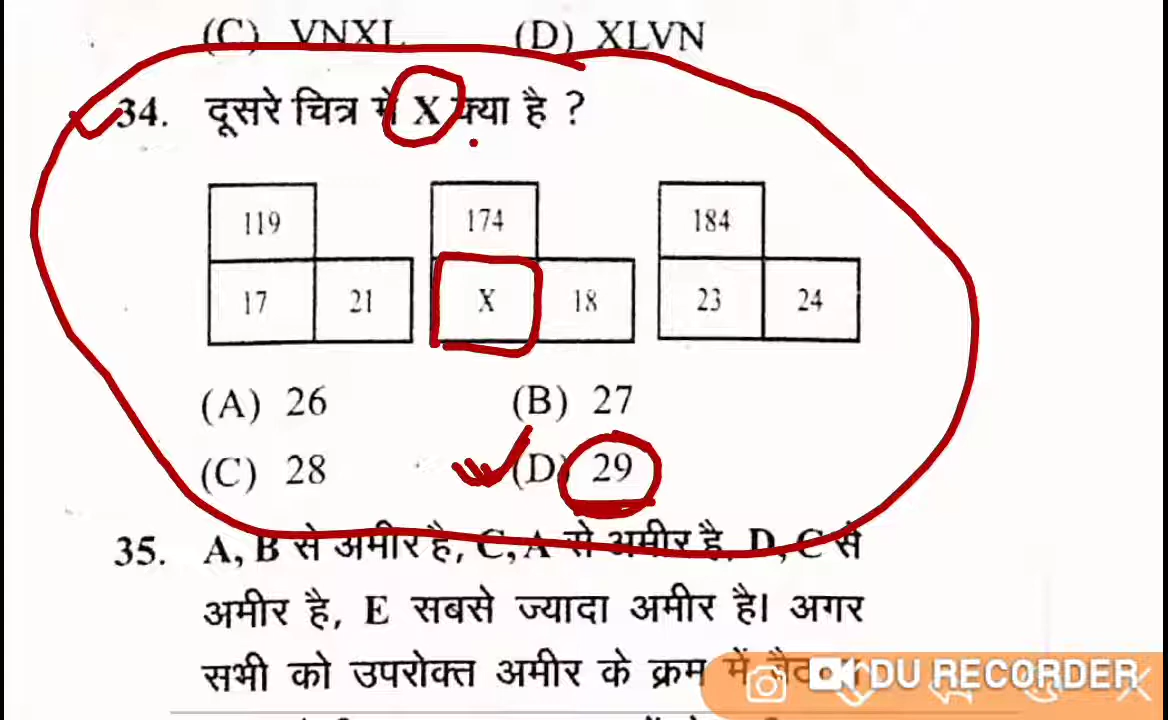 (C) VNXL (D) XLVN
34. दूसरे चित्र में X क्या है ?
119 174 184
17 21 X 18 23 24
(A) 26 (B) 27
(C) 28 (D) 29
35. A, B से अमीर है, C, A से अमीर है, D, C से
अमीर है, E सबसे ज्यादा अमीर है। अगर
सभी को उपरोक्त अमीर के क्रम में
DU RECORDER